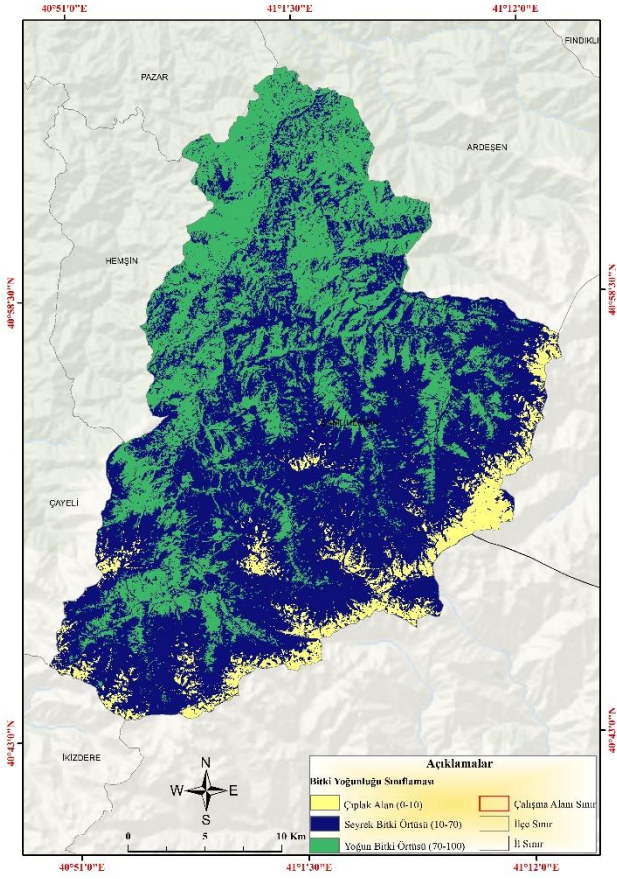 40°51'0"E 41°1'30"E 41°12'0"E
FINDIKLI
PAZAR
ARDEŞEN
HEMŞİN
40°58'30"N 40°58'30"N
ÇAYELİ
40°43'0"N 40°43'0"N
İKİZDERE
N
W E
S
0 5 10 Km
Açıklamalar
Bitki Yoğunluğu Sınıflaması
Çıplak Alan (0-10) Çalışma Alanı Sınır
Seyrek Bitki Örtüsü (10-70) İlçe Sınır
Yoğun Bitki Örtüsü (70-100) İl Sınır
40°51'0"E 41°1'30"E 41°12'0"E